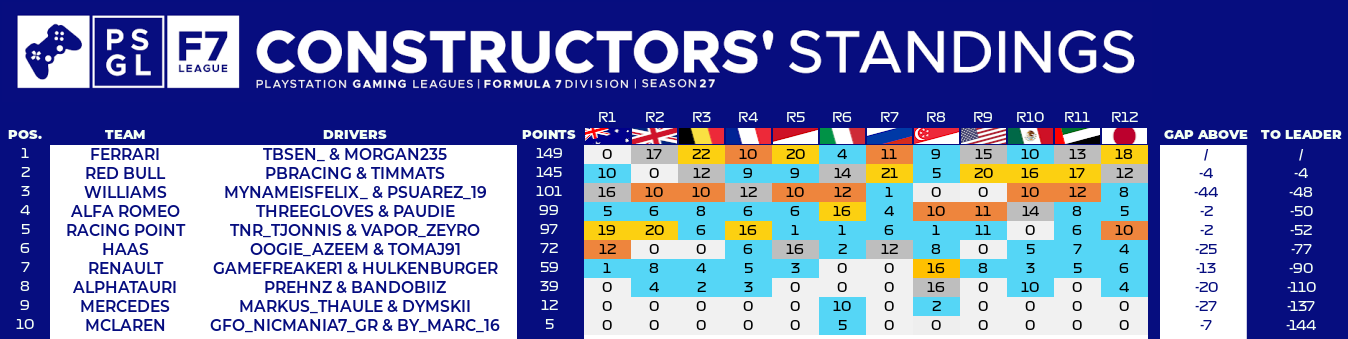 PS
GL
F7
LEAGUE
CONSTRUCTORS' STANDINGS
PLAYSTATION GAMING LEAGUES | FORMULA 7 DIVISION | SEASON 27
R1 R2 R3 R4 R5 R6 R7 R8 R9 R10 R11 R12
POS. TEAM DRIVERS POINTS GAP ABOVE TO LEADER
1 FERRARI TBSEN_ & MORGAN235 149 0 17 22 10 20 4 11 9 15 10 13 18 / /
2 RED BULL PBRACING & TIMMATS 145 10 0 12 9 9 14 21 5 20 16 17 12 -4 -4
3 WILLIAMS MYNAMEISFELIX_ & PSUAREZ_19 101 16 10 10 12 10 12 1 0 0 10 12 8 -44 -48
4 ALFA ROMEO THREEGLOVES & PAUDIE 99 5 6 8 6 6 16 4 10 11 14 8 5 -2 -50
5 RACING POINT TNR_TJONNIS & VAPOR_ZEYRO 97 19 20 6 16 1 1 6 1 11 0 6 10 -2 -52
6 HAAS OOGIE_AZEEM & TOMAJ91 72 12 0 0 6 16 2 12 8 0 5 7 4 -25 -77
7 RENAULT GAMEFREAKER1 & HULKENBURGER 59 1 8 4 5 3 0 0 16 8 3 5 6 -13 -90
8 ALPHATAURI PREHNZ & BANDOBIIZ 39 0 4 2 3 0 0 0 16 0 10 0 4 -20 -110
9 MERCEDES MARKUS_THAULE & DYMSKII 12 0 0 0 0 0 10 0 2 0 0 0 0 -27 -137
10 MCLAREN GFO_NICMANIA7_GR & BY_MARC_16 5 0 0 0 0 0 5 0 0 0 0 0 0 -7 -144